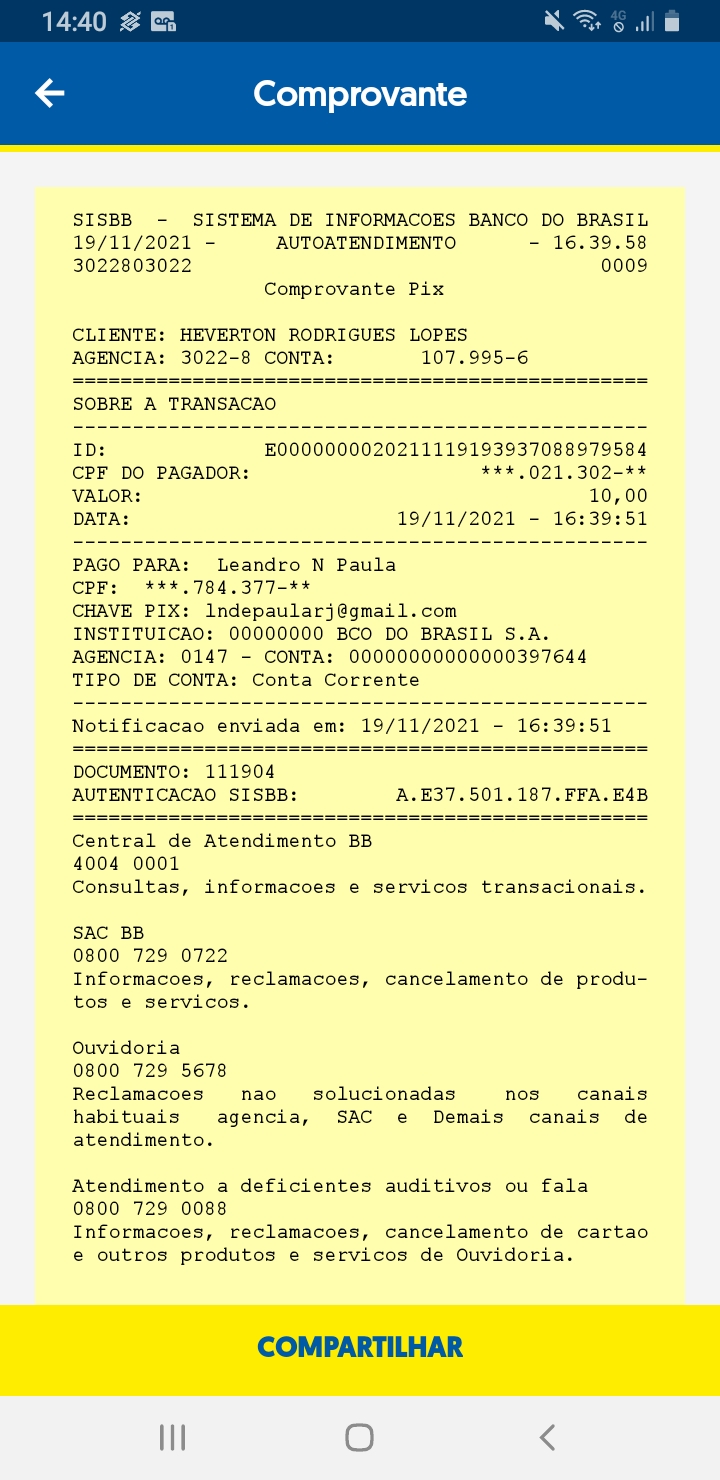 14:40 4G
Comprovante
SISBB - SISTEMA DE INFORMACOES BANCO DO BRASIL
19/11/2021 - AUTOATENDIMENTO - 16.39.58
3022803022 0009
Comprovante Pix
CLIENTE: HEVERTON RODRIGUES LOPES
AGENCIA: 3022-8 CONTA: 107.995-6
================================================
SOBRE A TRANSACAO
------------------------------------------------
ID: E0000000020211119193937088979584
CPF DO PAGADOR: ***.021.302-**
VALOR: 10,00
DATA: 19/11/2021 - 16:39:51
------------------------------------------------
PAGO PARA: Leandro N Paula
CPF: ***.784.377-**
CHAVE PIX: lndepaularj@gmail.com
INSTITUICAO: 00000000 BCO DO BRASIL S.A.
AGENCIA: 0147 - CONTA: 00000000000000397644
TIPO DE CONTA: Conta Corrente
------------------------------------------------
Notificacao enviada em: 19/11/2021 - 16:39:51
================================================
DOCUMENTO: 111904
AUTENTICACAO SISBB: A.E37.501.187.FFA.E4B
================================================
Central de Atendimento BB
4004 0001
Consultas, informacoes e servicos transacionais.
SAC BB
0800 729 0722
Informacoes, reclamacoes, cancelamento de produ-
tos e servicos.
Ouvidoria
0800 729 5678
Reclamacoes nao solucionadas nos canais
habituais agencia, SAC e Demais canais de
atendimento.
Atendimento a deficientes auditivos ou fala
0800 729 0088
Informacoes, reclamacoes, cancelamento de cartao
e outros produtos e servicos de Ouvidoria.
COMPARTILHAR